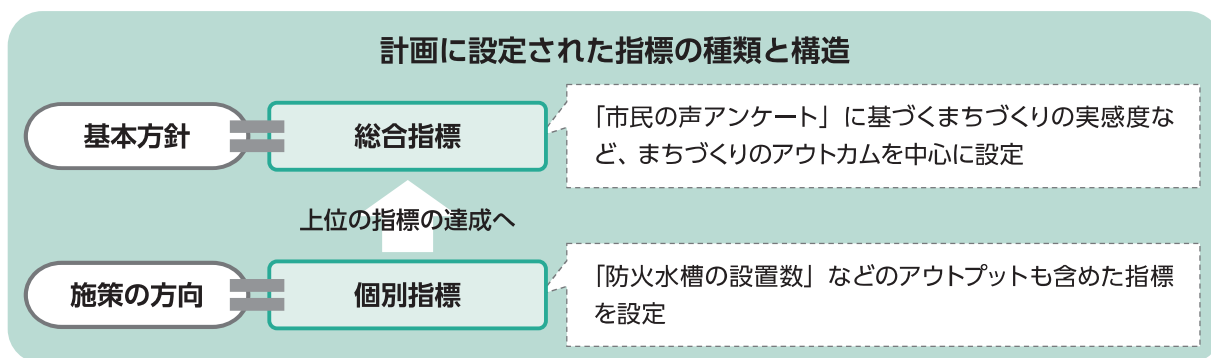 計画に設定された指標の種類と構造
基本方針
総合指標
「市民の声アンケート」に基づくまちづくりの実感度な
ど、まちづくりのアウトカムを中心に設定
上位の指標の達成へ
施策の方向
個別指標
「防火水槽の設置数」などのアウトプットも含めた指標
を設定